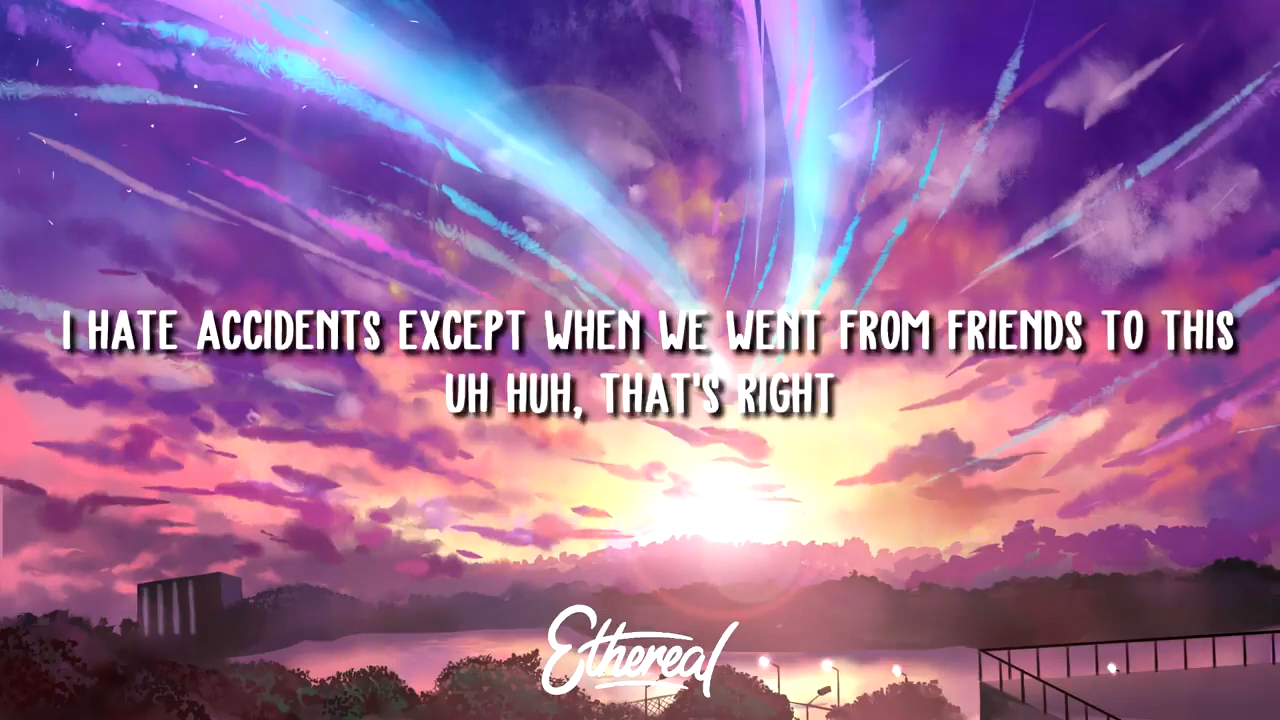 I HATE ACCIDENTS EXCEPT WHEN WE WENT FROM FRIENDS TO THIS
UH HUH, THAT'S RIGHT
Ethereal